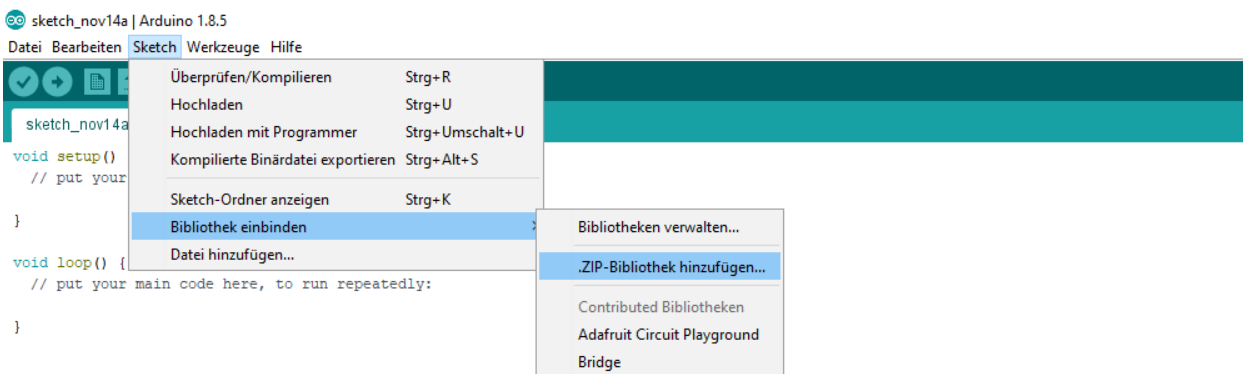 sketch_nov14a | Arduino 1.8.5
Datei Bearbeiten Sketch Werkzeuge Hilfe
Überprüfen/Kompilieren Strg+R
Hochladen Strg+U
Hochladen mit Programmer Strg+Umschalt+U
Kompilierte Binärdatei exportieren Strg+Alt+S
Sketch-Ordner anzeigen Strg+K
Bibliothek einbinden
Datei hinzufügen...
Bibliotheken verwalten...
.ZIP-Bibliothek hinzufügen...
Contributed Bibliotheken
Adafruit Circuit Playground
Bridge
sketch_nov14a
void setup()
// put your
}
void loop() {
// put your main code here, to run repeatedly:
}